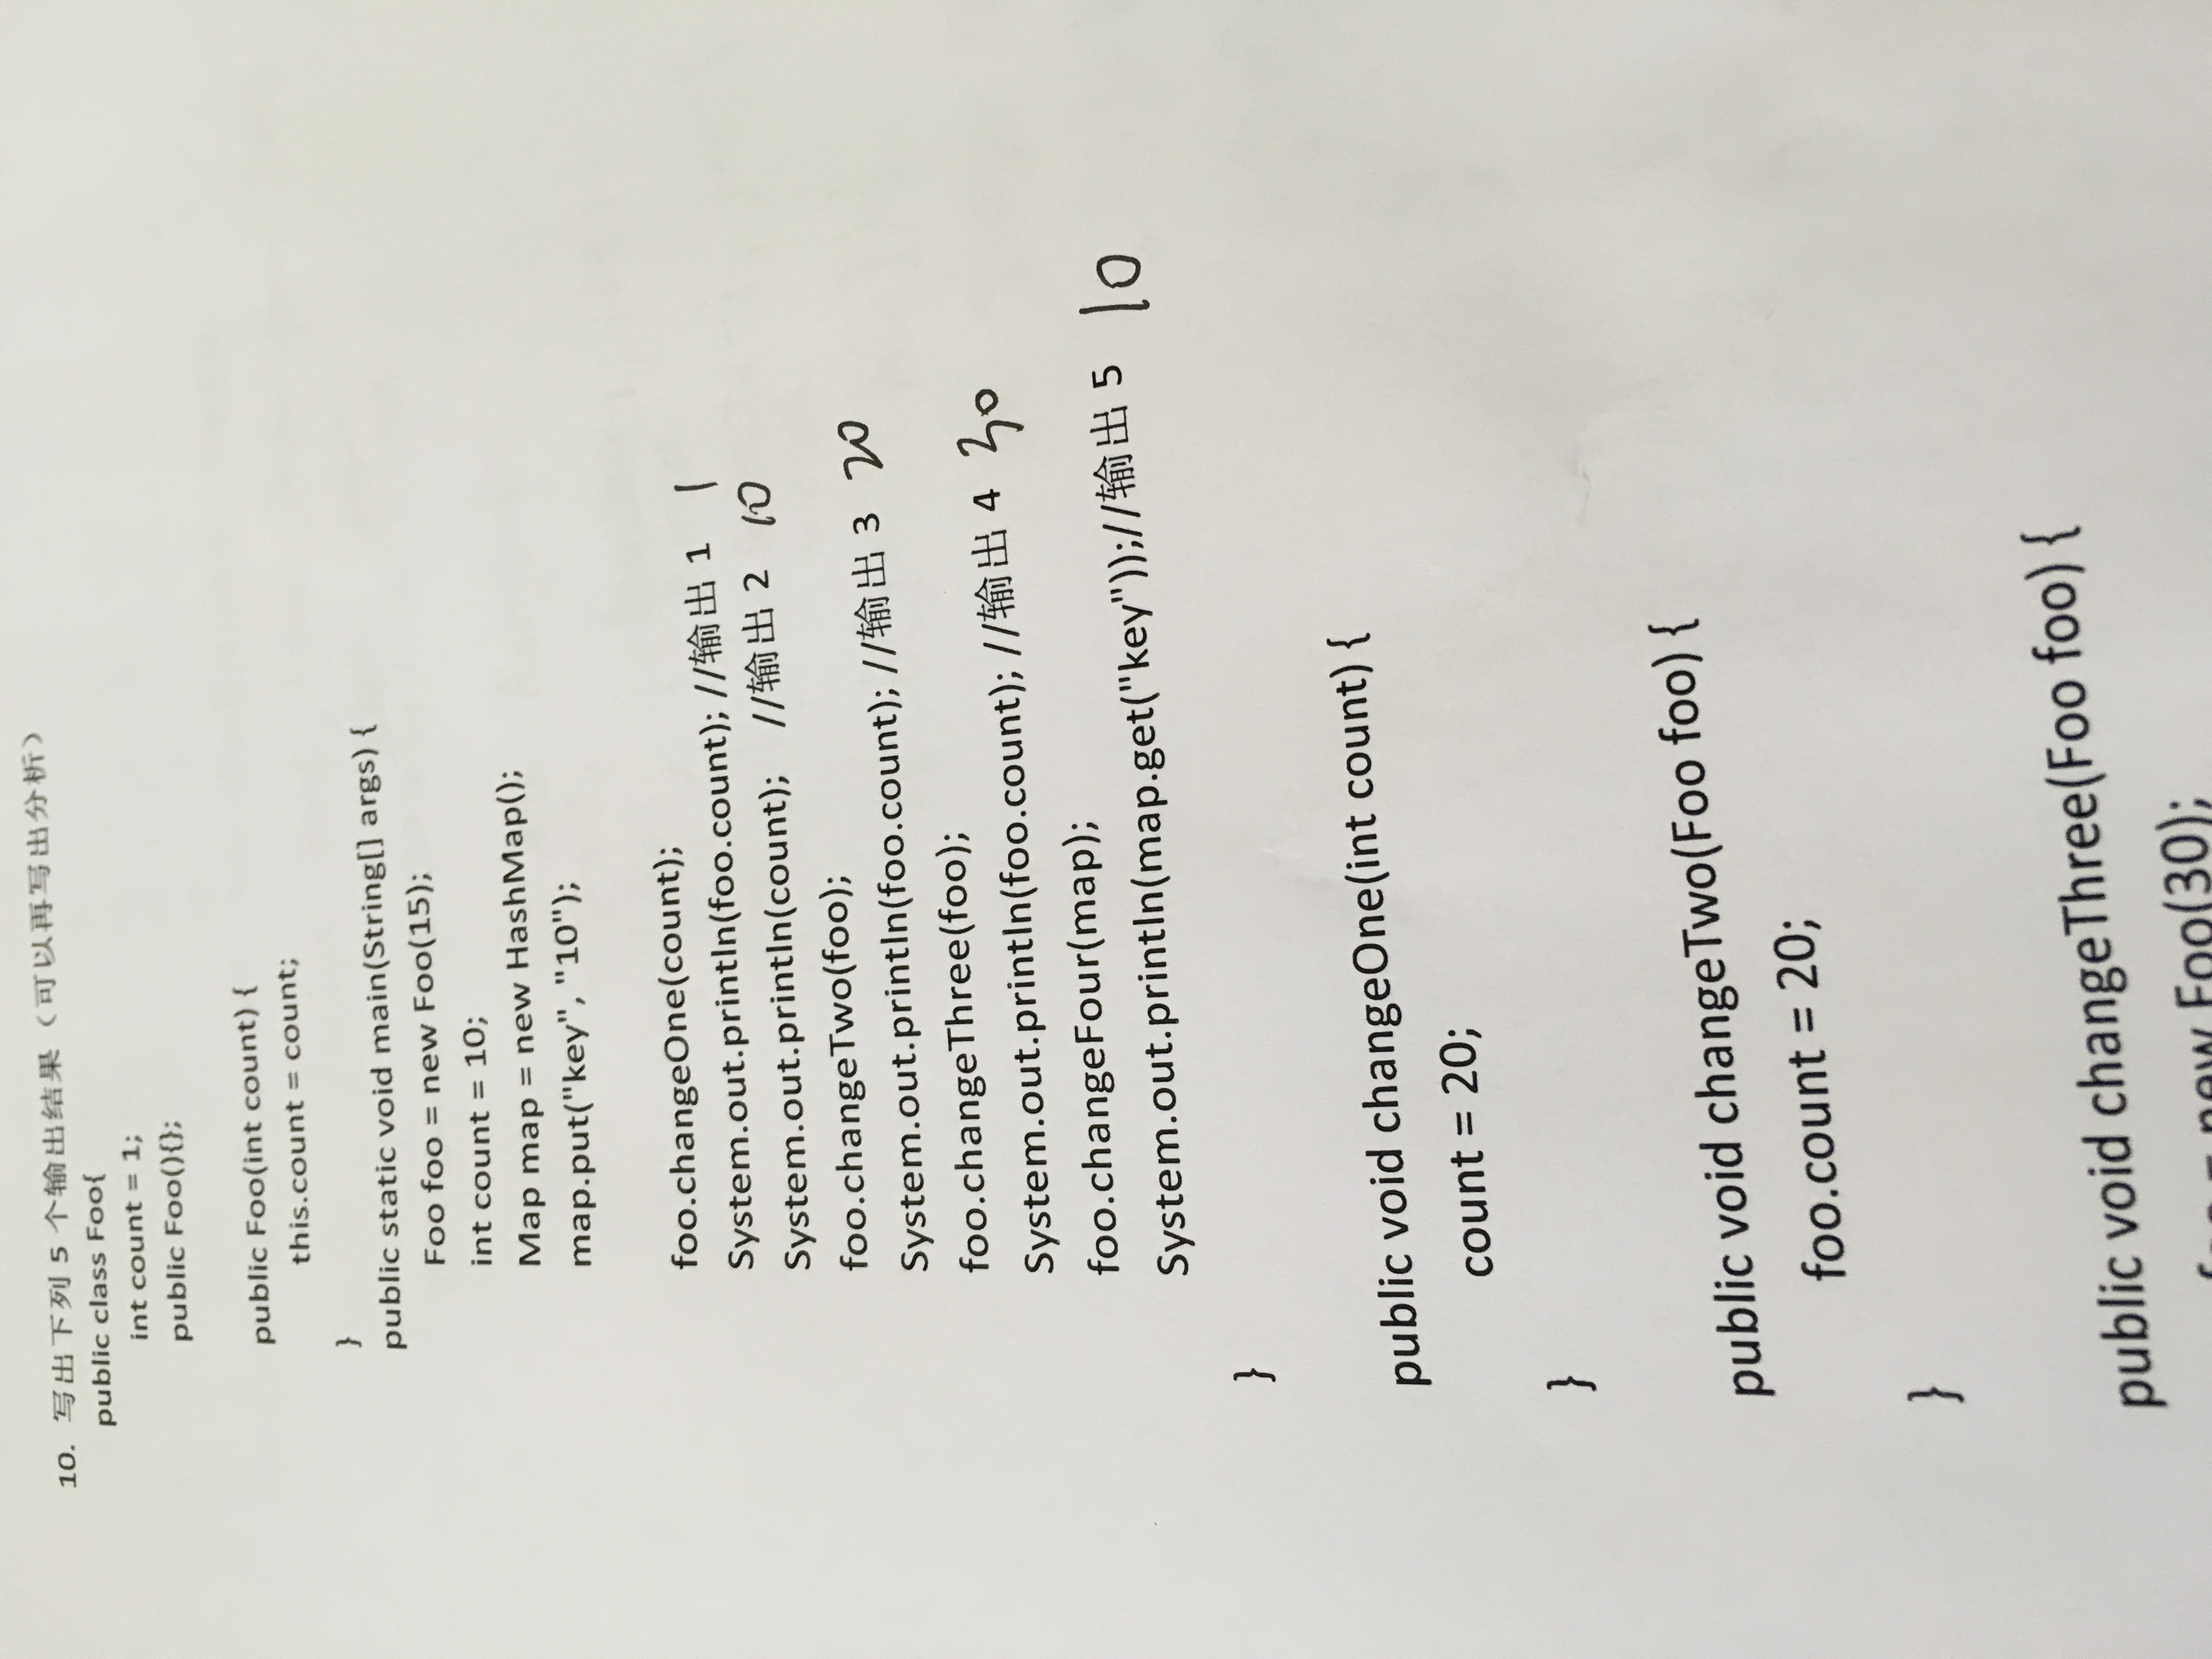 10. 写出下列 5 个输出结果（可以再写出分析）
public class Foo{
int count = 1;
public Foo(){};
public Foo(int count) {
this.count = count;
}
public static void main(String[] args) {
Foo foo = new Foo(15);
int count = 10;
Map map = new HashMap();
map.put("key", "10");
foo.changeOne(count);
System.out.println(foo.count); //输出 1 1
System.out.println(count); //输出 2 10
foo.changeTwo(foo);
System.out.println(foo.count); //输出 3 20
foo.changeThree(foo);
System.out.println(foo.count); //输出 4 30
foo.changeFour(map);
System.out.println(map.get("key"));//输出 5 10
}
public void changeOne(int count) {
count = 20;
}
public void changeTwo(Foo foo) {
foo.count = 20;
}
public void changeThree(Foo foo) {
foo = new Foo(30);